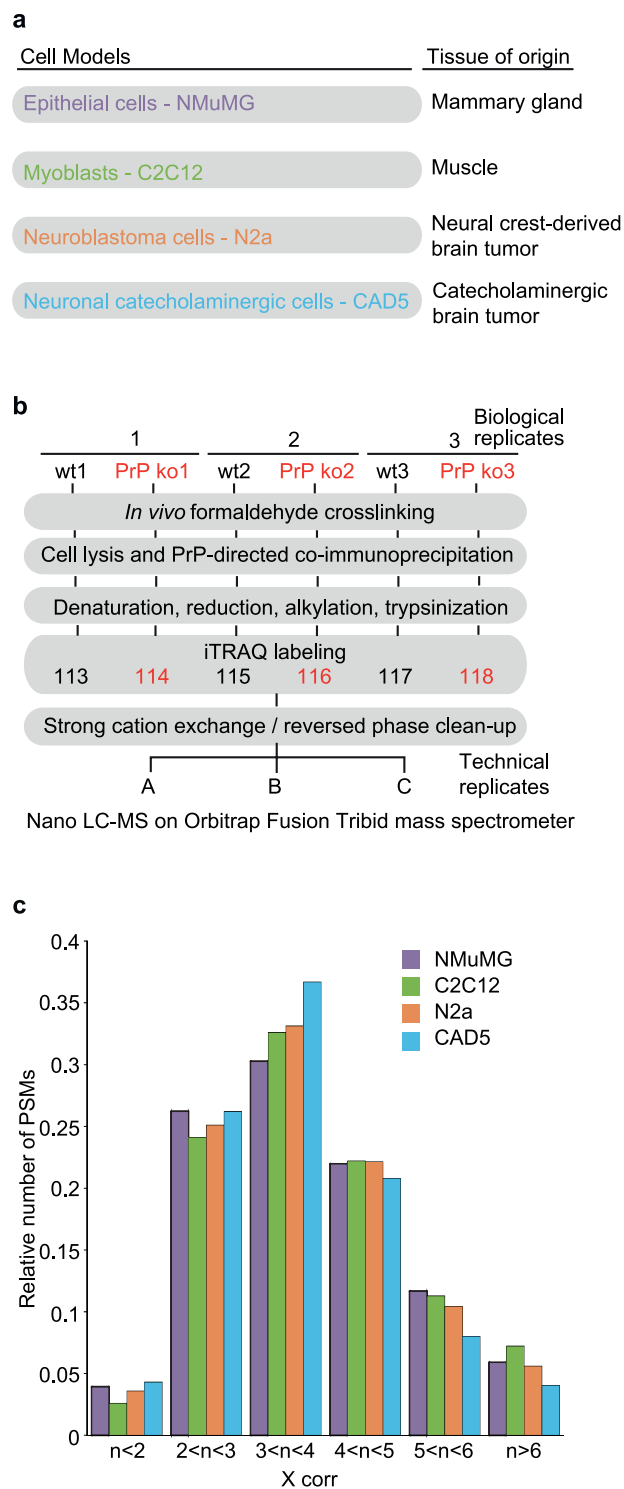 a
Cell Models
Tissue of origin
Epithelial cells - NMuMG
Mammary gland
Myoblasts - C2C12
Muscle
Neuroblastoma cells - N2a
Neural crest-derived
brain tumor
Neuronal catecholaminergic cells - CAD5
Catecholaminergic
brain tumor
b
Biological
replicates
1 2 3
wt1 PrP ko1 wt2 PrP ko2 wt3 PrP ko3
In vivo formaldehyde crosslinking
Cell lysis and PrP-directed co-immunoprecipitation
Denaturation, reduction, alkylation, trypsinization
iTRAQ labeling
113 114 115 116 117 118
Strong cation exchange / reversed phase clean-up
Technical
replicates
A B C
Nano LC-MS on Orbitrap Fusion Tribid mass spectrometer
c
Relative number of PSMs
0.4
0.35
0.3
0.25
0.2
0.15
0.1
0.05
0
NMuMG
C2C12
N2a
CAD5
n<2 2<n<3 3<n<4 4<n<5 5<n<6 n>6
X corr